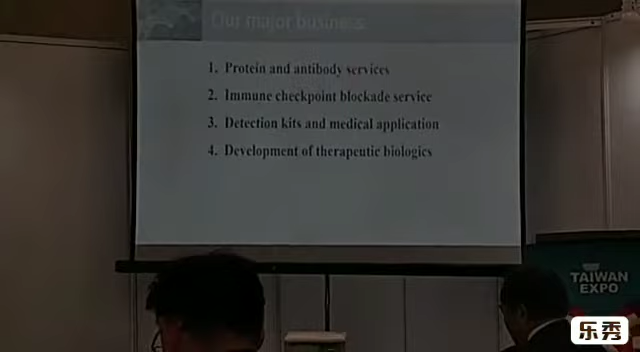 Our major business
1. Protein and antibody services
2. Immune checkpoint blockade service
3. Detection kits and medical application
4. Development of therapeutic biologics
TAIWAN
EXPO
乐秀